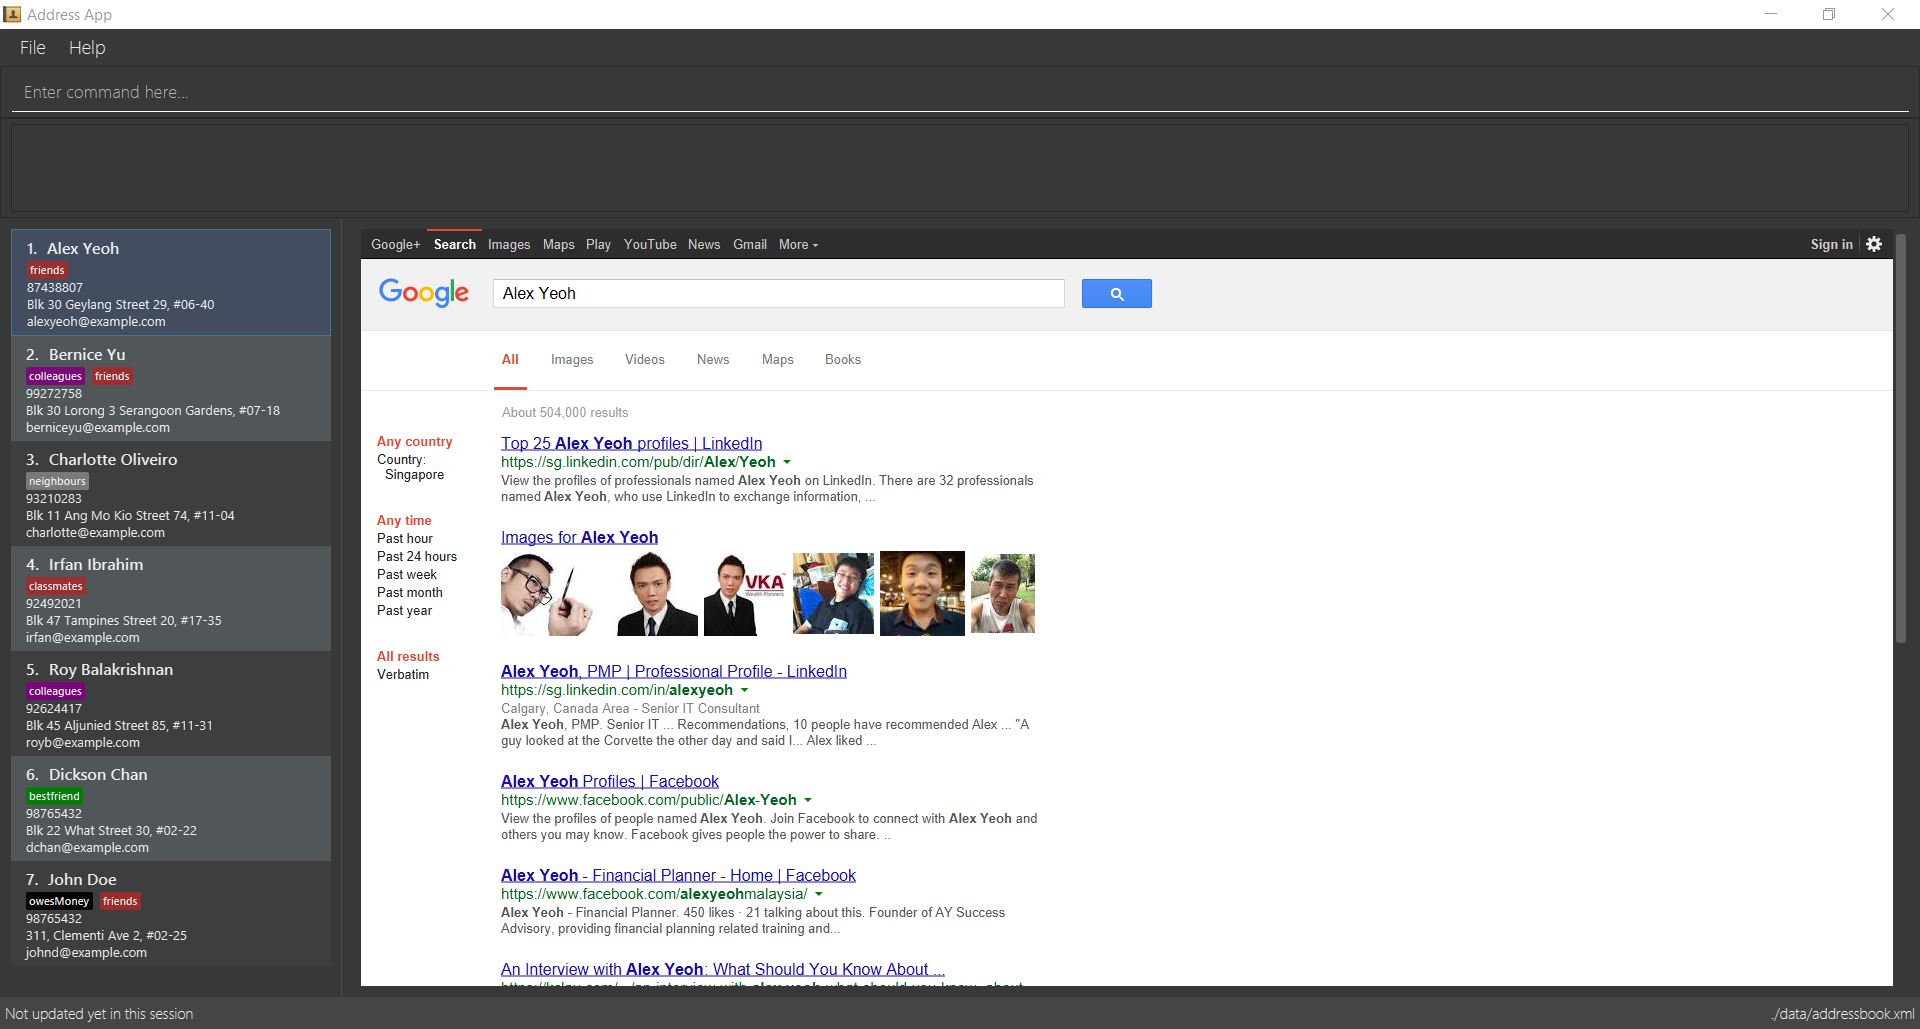 Address App
File Help
Enter command here...
1. Alex Yeoh
friends
87438807
Blk 30 Geylang Street 29, #06-40
alexyeoh@example.com
2. Bernice Yu
colleagues friends
99272758
Blk 30 Lorong 3 Serangoon Gardens, #07-18
berniceyu@example.com
3. Charlotte Oliveiro
neighbours
93210283
Blk 11 Ang Mo Kio Street 74, #11-04
charlotte@example.com
4. Irfan Ibrahim
classmates
92492021
Blk 47 Tampines Street 20, #17-35
irfan@example.com
5. Roy Balakrishnan
colleagues
92624417
Blk 45 Aljunied Street 85, #11-31
royb@example.com
6. Dickson Chan
bestfriend
98765432
Blk 22 What Street 30, #02-22
dchan@example.com
7. John Doe
owesMoney friends
98765432
311, Clementi Ave 2, #02-25
johnd@example.com
Google+ Search Images Maps Play YouTube News Gmail More Sign in
Google Alex Yeoh
All Images Videos News Maps Books
About 504,000 results
Any country
Country:
Singapore
Any time
Past hour
Past 24 hours
Past week
Past month
Past year
All results
Verbatim
Top 25 Alex Yeoh profiles | LinkedIn
https://sg.linkedin.com/pub/dir/Alex/Yeoh
View the profiles of professionals named Alex Yeoh on LinkedIn. There are 32 professionals
named Alex Yeoh, who use LinkedIn to exchange information, ...
Images for Alex Yeoh
VKA
Wealth Planners
Alex Yeoh, PMP | Professional Profile - LinkedIn
https://sg.linkedin.com/in/alexyeoh
Calgary, Canada Area - Senior IT Consultant
Alex Yeoh, PMP. Senior IT ... Recommendations, 10 people have recommended Alex ... "A
guy looked at the Corvette the other day and said I... Alex liked ...
Alex Yeoh Profiles | Facebook
https://www.facebook.com/public/Alex-Yeoh
View the profiles of people named Alex Yeoh. Join Facebook to connect with Alex Yeoh and
others you may know. Facebook gives people the power to share. ..
Alex Yeoh - Financial Planner - Home | Facebook
https://www.facebook.com/alexyeohmalaysia/
Alex Yeoh - Financial Planner. 450 likes · 21 talking about this. Founder of AY Success
Advisory, providing financial planning related training and...
An Interview with Alex Yeoh: What Should You Know About ...
Not updated yet in this session
./data/addressbook.xml